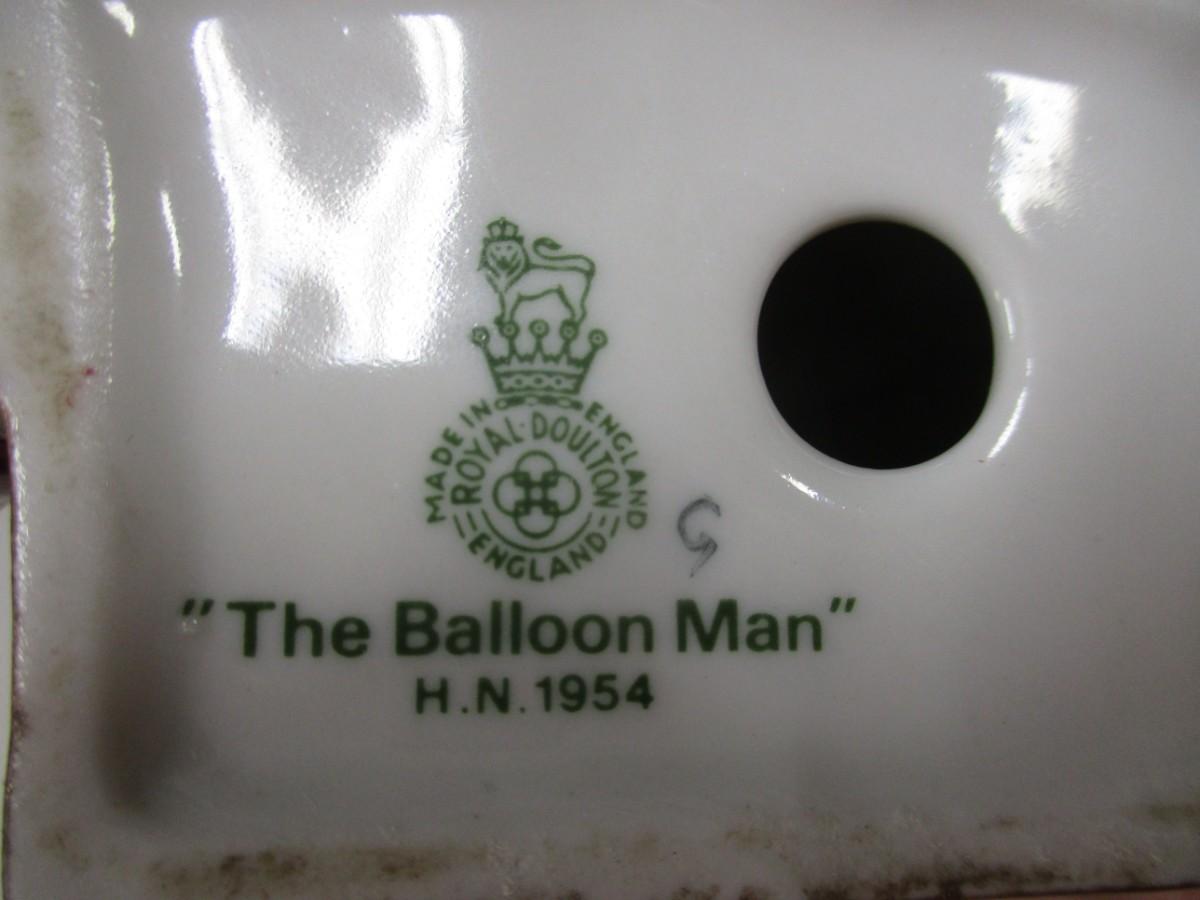 MADE IN ENGLAND
ROYAL·DOULTON
ENGLAND
"The Balloon Man"
H.N. 1954